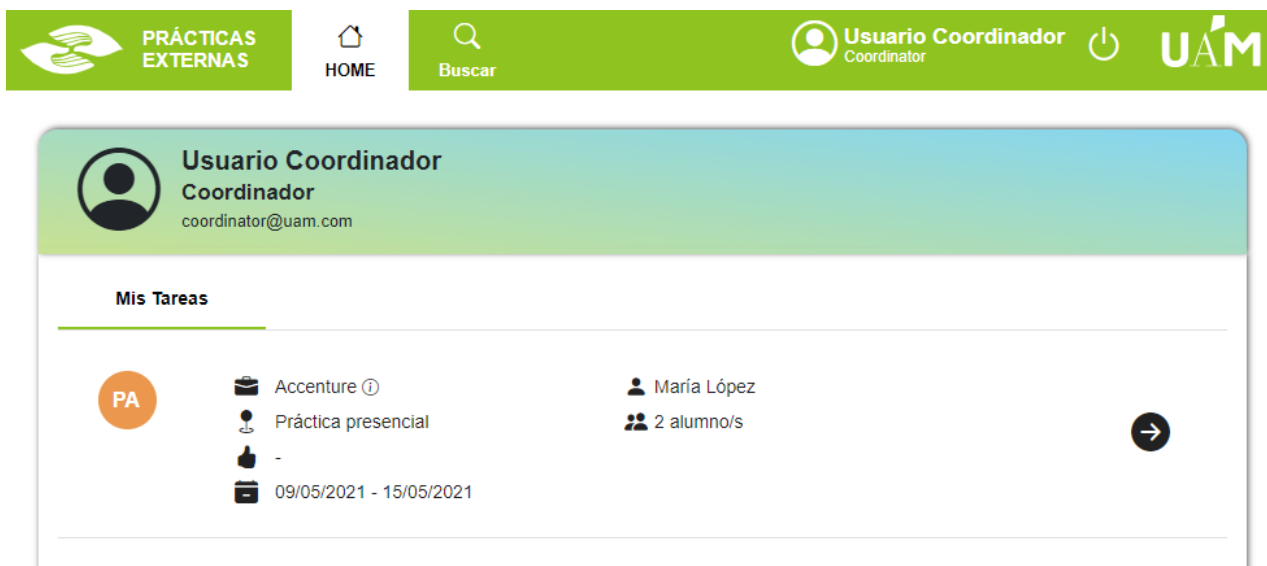 PRÁCTICAS
EXTERNAS
HOME
Buscar
Usuario Coordinador
Coordinator
UÁM
Usuario Coordinador
Coordinador
coordinator@uam.com
Mis Tareas
PA
Accenture
María López
Práctica presencial
2 alumno/s
-
09/05/2021 - 15/05/2021